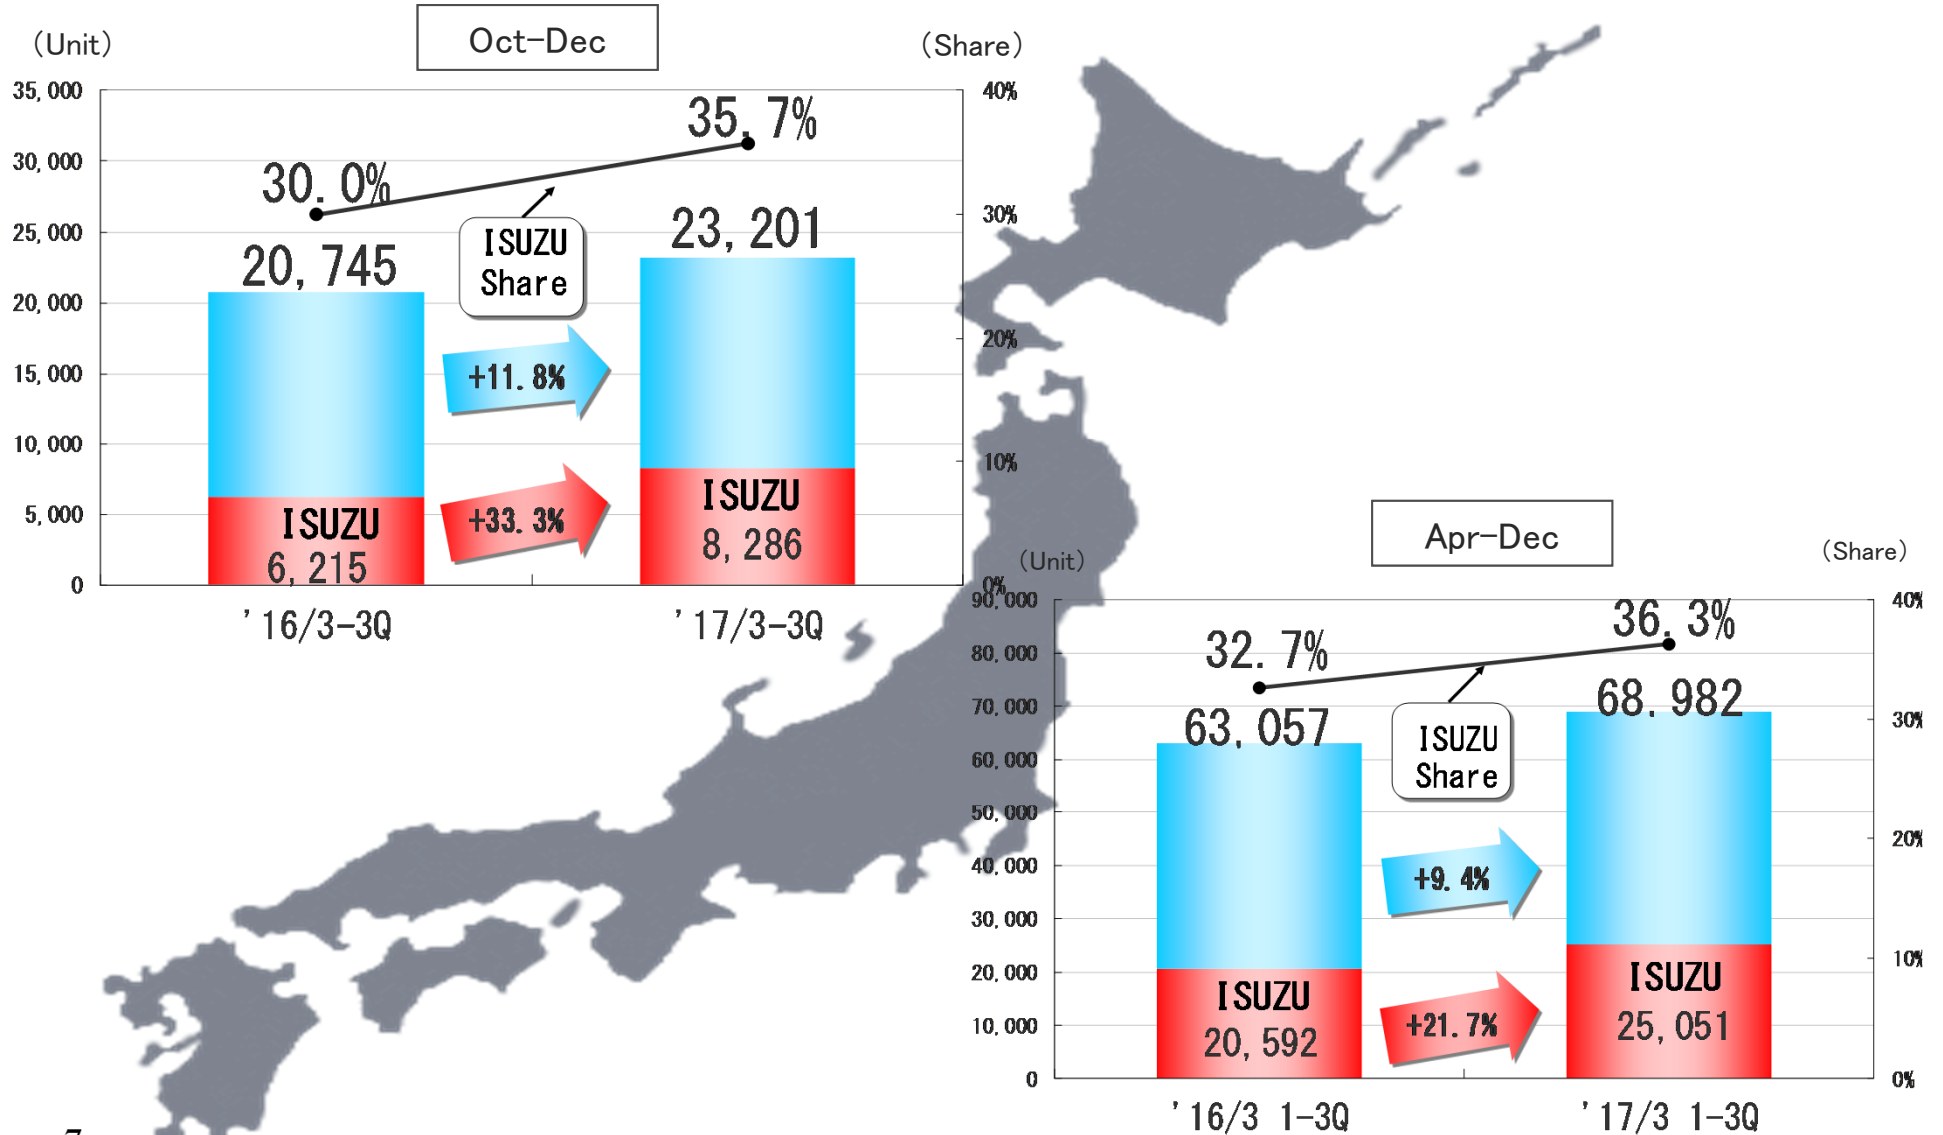 Oct-Dec
(Unit)
(Share)
35,000
30,000
25,000
20,000
15,000
10,000
5,000
0
40%
30%
20%
10%
0%
30.0%
35.7%
ISUZU
Share
20,745
23,201
+11.8%
+33.3%
ISUZU
6,215
ISUZU
8,286
'16/3-3Q
'17/3-3Q
Apr-Dec
(Unit)
(Share)
90,000
80,000
70,000
60,000
50,000
40,000
30,000
20,000
10,000
0
40%
30%
20%
10%
0%
32.7%
36.3%
ISUZU
Share
63,057
68.982
+9.4%
+21.7%
ISUZU
20,592
ISUZU
25,051
'16/3 1-3Q
'17/3 1-3Q